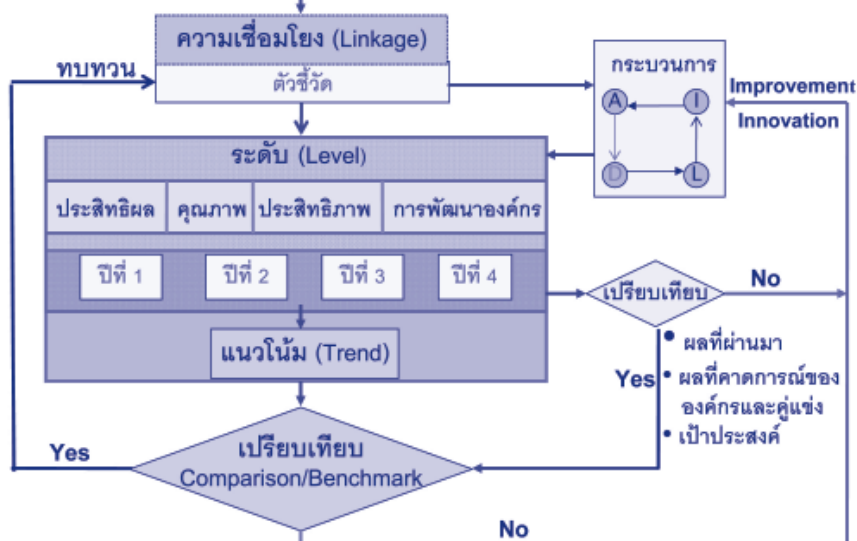 ความเชื่อมโยง (Linkage)
ทบทวน
ตัวชี้วัด
กระบวนการ
A
I
D
L
Improvement
Innovation
ระดับ (Level)
ประสิทธิผล
คุณภาพ
ประสิทธิภาพ
การพัฒนาองค์กร
ปีที่ 1
ปีที่ 2
ปีที่ 3
ปีที่ 4
เปรียบเทียบ
No
แนวโน้ม (Trend)
Yes
• ผลที่ผ่านมา
• ผลที่คาดการณ์ของ
องค์กรและคู่แข่ง
• เป้าประสงค์
Yes
เปรียบเทียบ
Comparison/Benchmark
No